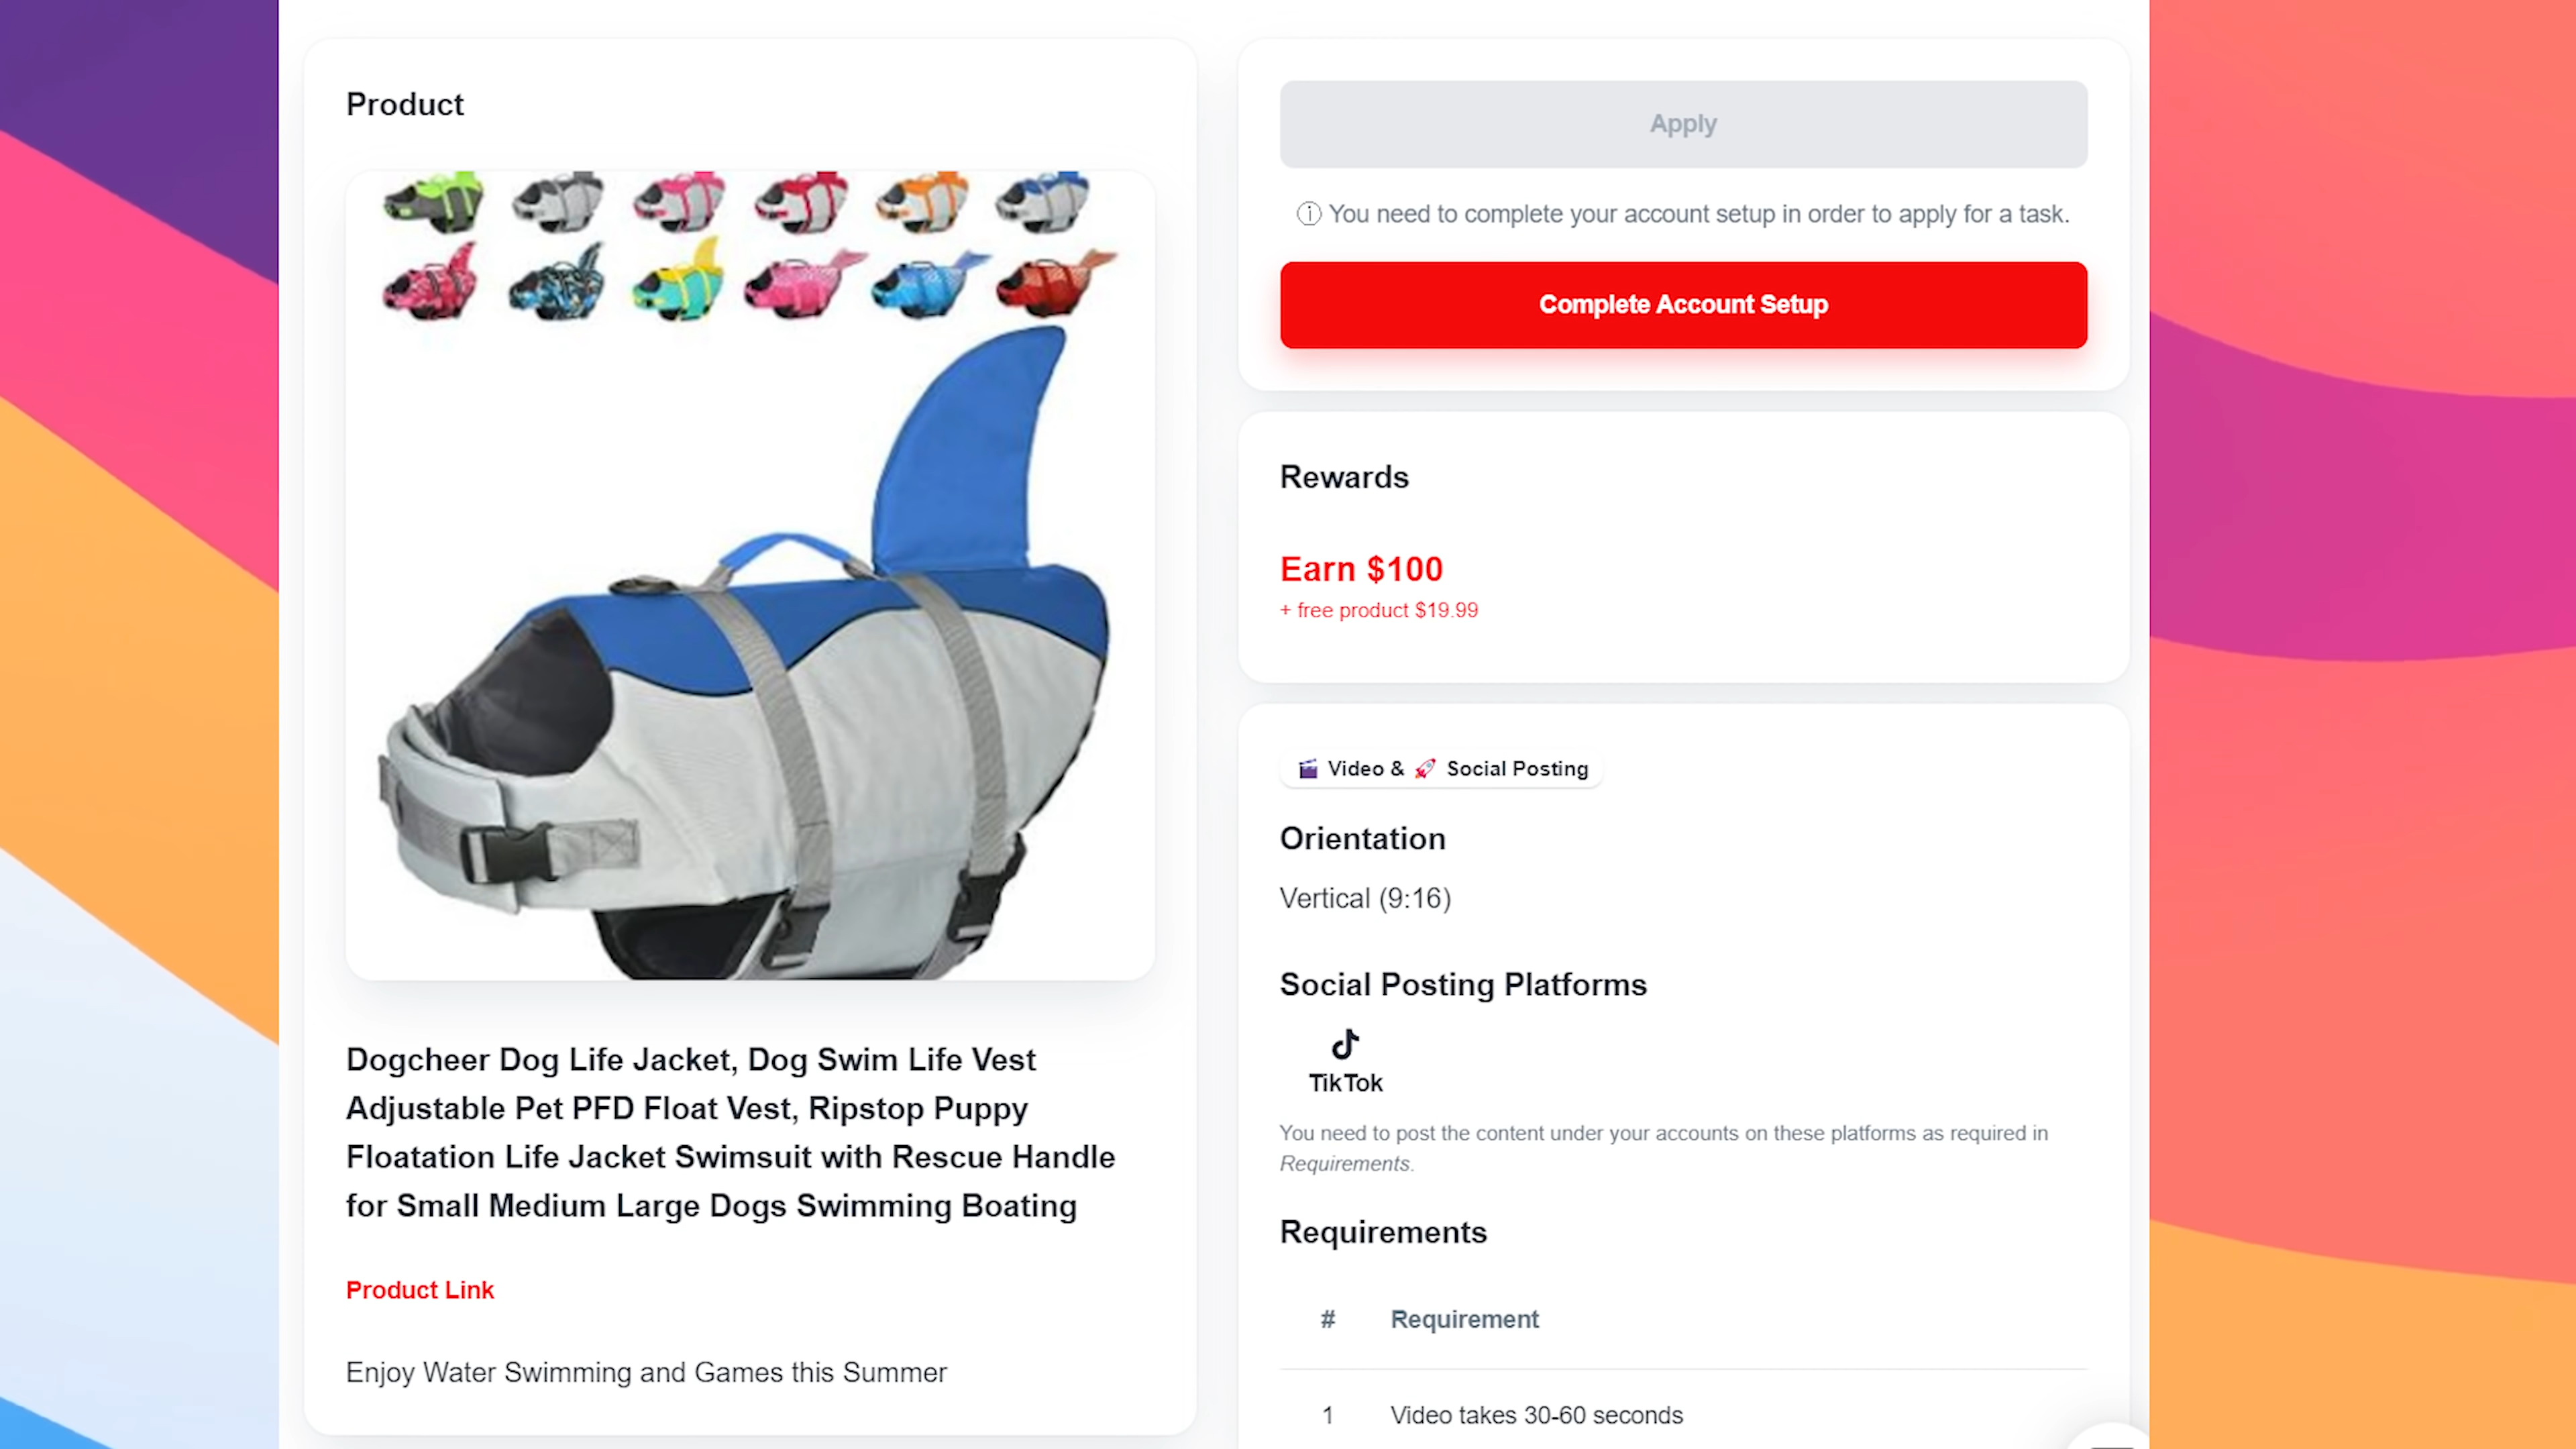 Product
Dogcheer Dog Life Jacket, Dog Swim Life Vest
Adjustable Pet PFD Float Vest, Ripstop Puppy
Floatation Life Jacket Swimsuit with Rescue Handle
for Small Medium Large Dogs Swimming Boating
Product Link
Enjoy Water Swimming and Games this Summer
Apply
You need to complete your account setup in order to apply for a task.
Complete Account Setup
Rewards
Earn $100
+ free product $19.99
Video & Social Posting
Orientation
Vertical (9:16)
Social Posting Platforms
TikTok
You need to post the content under your accounts on these platforms as required in
Requirements.
Requirements
# Requirement
1 Video takes 30-60 seconds